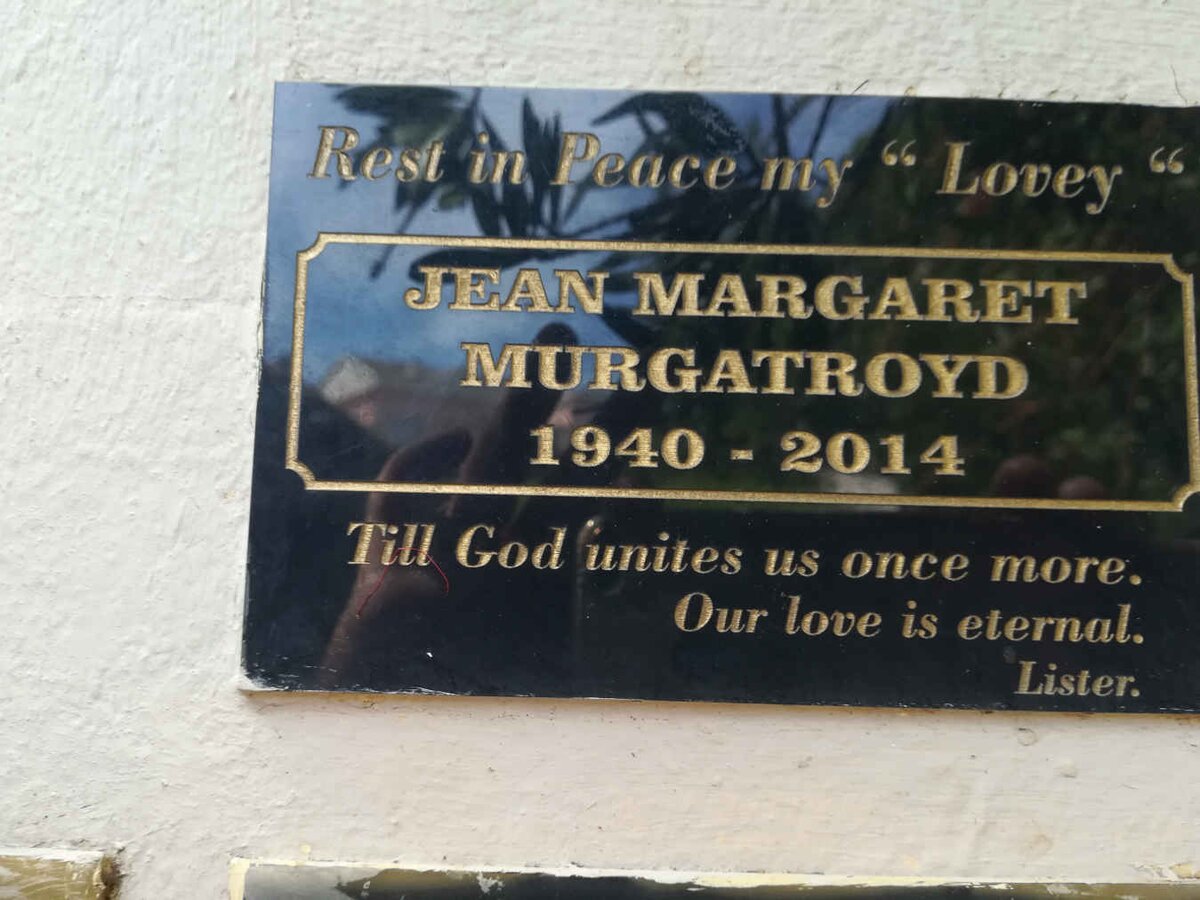 Rest in Peace my “ Lovey “
JEAN MARGARET
MURGATROYD
1940 - 2014
Till God unites us once more.
Our love is eternal.
Lister.